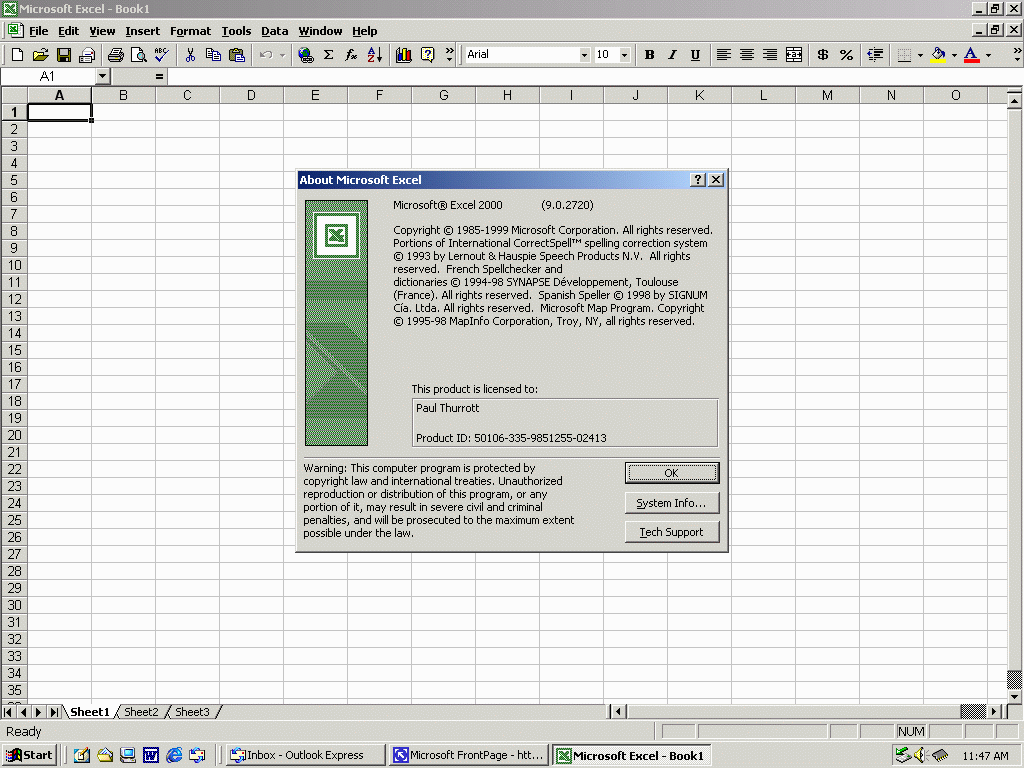 Microsoft Excel - Book1
File Edit View Insert Format Tools Data Window Help
Arial 10 B I U $ %
A1 =
A B C D E F G H I J K L M N O
1
2
3
4
5
6
7
8
9
10
11
12
13
14
15
16
17
18
19
20
21
22
23
24
25
26
27
28
29
30
31
32
33
34
35
About Microsoft Excel
Microsoft® Excel 2000 (9.0.2720)
Copyright © 1985-1999 Microsoft Corporation. All rights reserved.
Portions of International CorrectSpell™ spelling correction system
© 1993 by Lernout & Hauspie Speech Products N.V. All rights
reserved. French Spellchecker and
dictionaries © 1994-98 SYNAPSE Développement, Toulouse
(France). All rights reserved. Spanish Speller © 1998 by SIGNUM
Cía. Ltda. All rights reserved. Microsoft Map Program. Copyright
© 1995-98 MapInfo Corporation, Troy, NY, all rights reserved.
This product is licensed to:
Paul Thurrott
Product ID: 50106-335-9851255-02413
Warning: This computer program is protected by
copyright law and international treaties. Unauthorized
reproduction or distribution of this program, or any
portion of it, may result in severe civil and criminal
penalties, and will be prosecuted to the maximum extent
possible under the law.
OK
System Info...
Tech Support
Sheet1 Sheet2 Sheet3
Ready NUM
Start Inbox - Outlook Express Microsoft FrontPage - htt... Microsoft Excel - Book1 11:47 AM